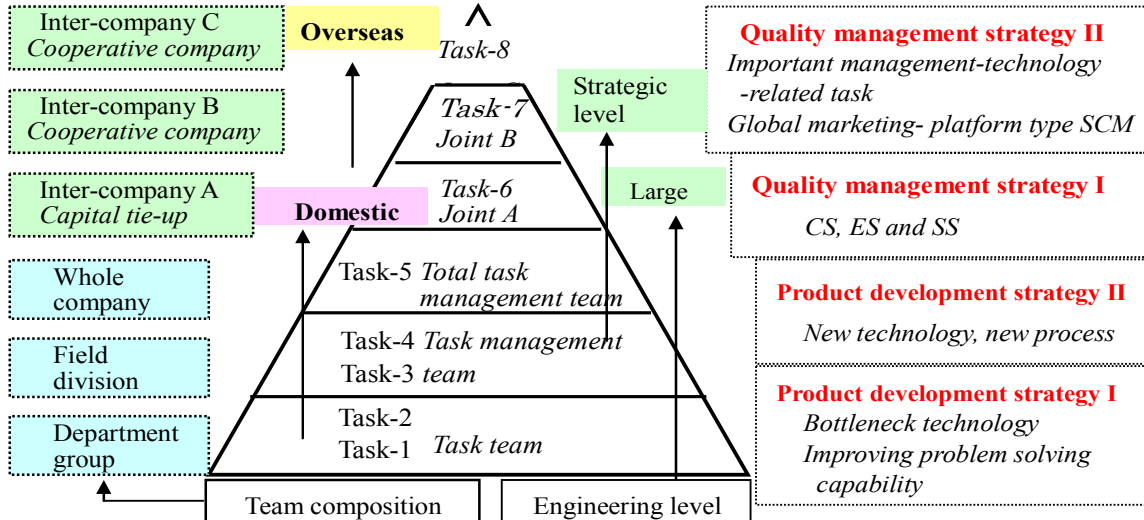 Inter-company C
Cooperative company
Inter-company B
Cooperative company
Inter-company A
Capital tie-up
Whole
company
Field
division
Department
group
Overseas
Domestic
Task-8
Task-7
Joint B
Task-6
Joint A
Task-5 Total task
management team
Task-4 Task management
Task-3 team
Task-2
Task-1 Task team
Strategic
level
Large
Team composition
Engineering level
Quality management strategy II
Important management-technology
-related task
Global marketing- platform type SCM
Quality management strategy I
CS, ES and SS
Product development strategy II
New technology, new process
Product development strategy I
Bottleneck technology
Improving problem solving
capability